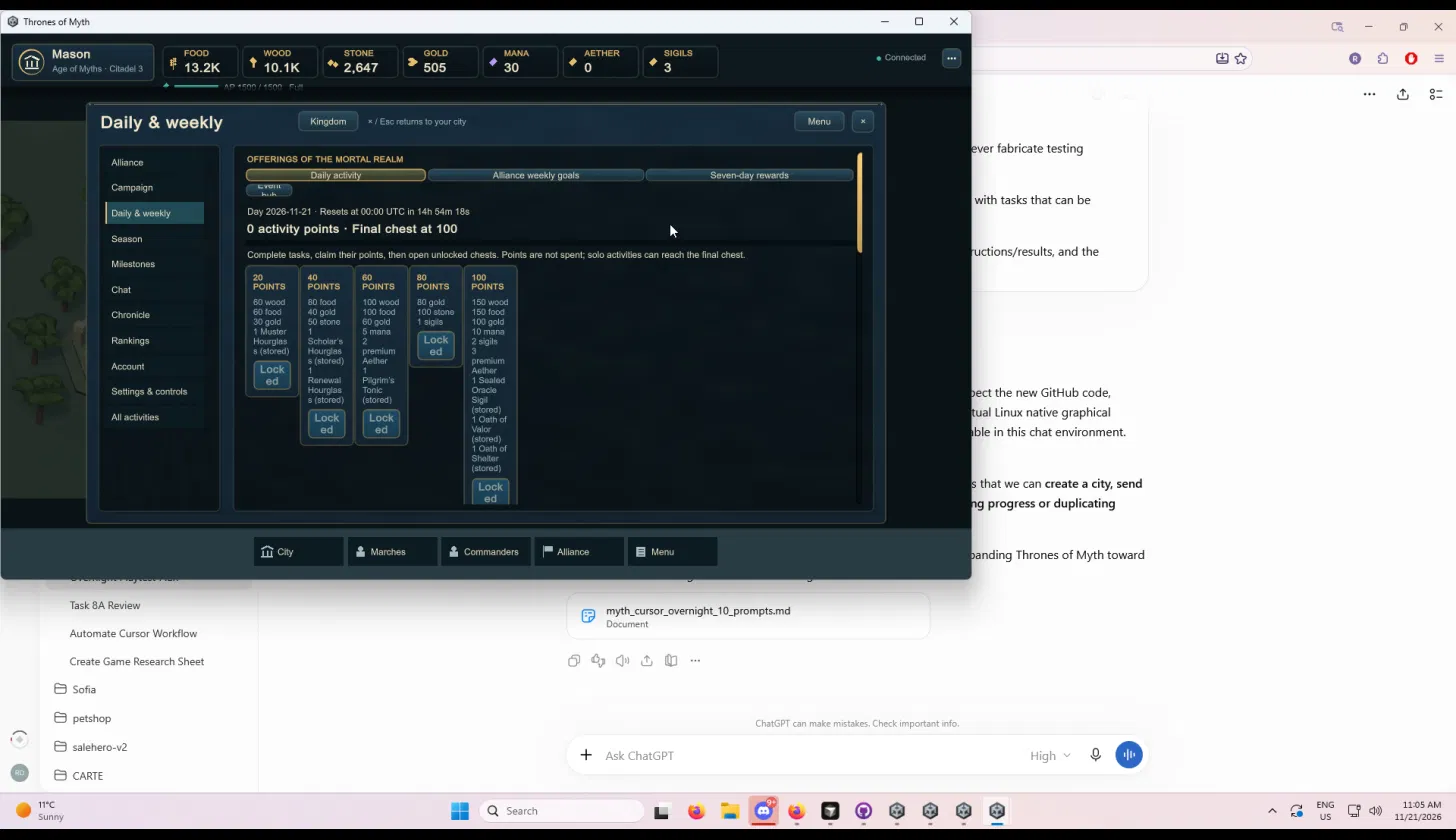 Thrones of Myth
Mason
Age of Myths · Citadel 3
FOOD
13.2K
WOOD
10.1K
STONE
2,647
GOLD
505
MANA
30
AETHER
0
SIGILS
3
Connected
...
AP 1500 / 1500 · Full
Daily & weekly
Kingdom
× / Esc returns to your city
Menu
×
Alliance
Campaign
Daily & weekly
Season
Milestones
Chat
Chronicle
Rankings
Account
Settings & controls
All activities
OFFERINGS OF THE MORTAL REALM
Daily activity
Alliance weekly goals
Seven-day rewards
Event
hub
Day 2026-11-21 · Resets at 00:00 UTC in 14h 54m 18s
0 activity points · Final chest at 100
Complete tasks, claim their points, then open unlocked chests. Points are not spent; solo activities can reach the final chest.
20
POINTS
60 wood
60 food
30 gold
1 Muster
Hourglas
s (stored)
Lock
ed
40
POINTS
80 food
40 gold
50 stone
1
Scholar's
Hourglas
s (stored)
1
Renewal
Hourglas
s (stored)
Lock
ed
60
POINTS
100 wood
100 food
60 gold
5 mana
2
premium
Aether
1
Pilgrim's
Tonic
(stored)
Lock
ed
80
POINTS
80 gold
100 stone
1 sigils
Lock
ed
100
POINTS
150 wood
150 food
100 gold
10 mana
2 sigils
3
premium
Aether
1 Sealed
Oracle
Sigil
(stored)
1 Oath of
Valor
(stored)
1 Oath of
Shelter
(stored)
Lock
ed
City
Marches
Commanders
Alliance
Menu
R
ever fabricate testing
with tasks that can be
ructions/results, and the
pect the new GitHub code,
tual Linux native graphical
able in this chat environment.
s that we can create a city, send
ng progress or duplicating
panding Thrones of Myth toward
Task 8A Review
Automate Cursor Workflow
Create Game Research Sheet
Sofia
petshop
salehero-v2
CARTE
RD
myth_cursor_overnight_10_prompts.md
Document
ChatGPT can make mistakes. Check important info.
Ask ChatGPT
High
11°C
Sunny
Search
9+
ENG
US
11:05 AM
11/21/2026